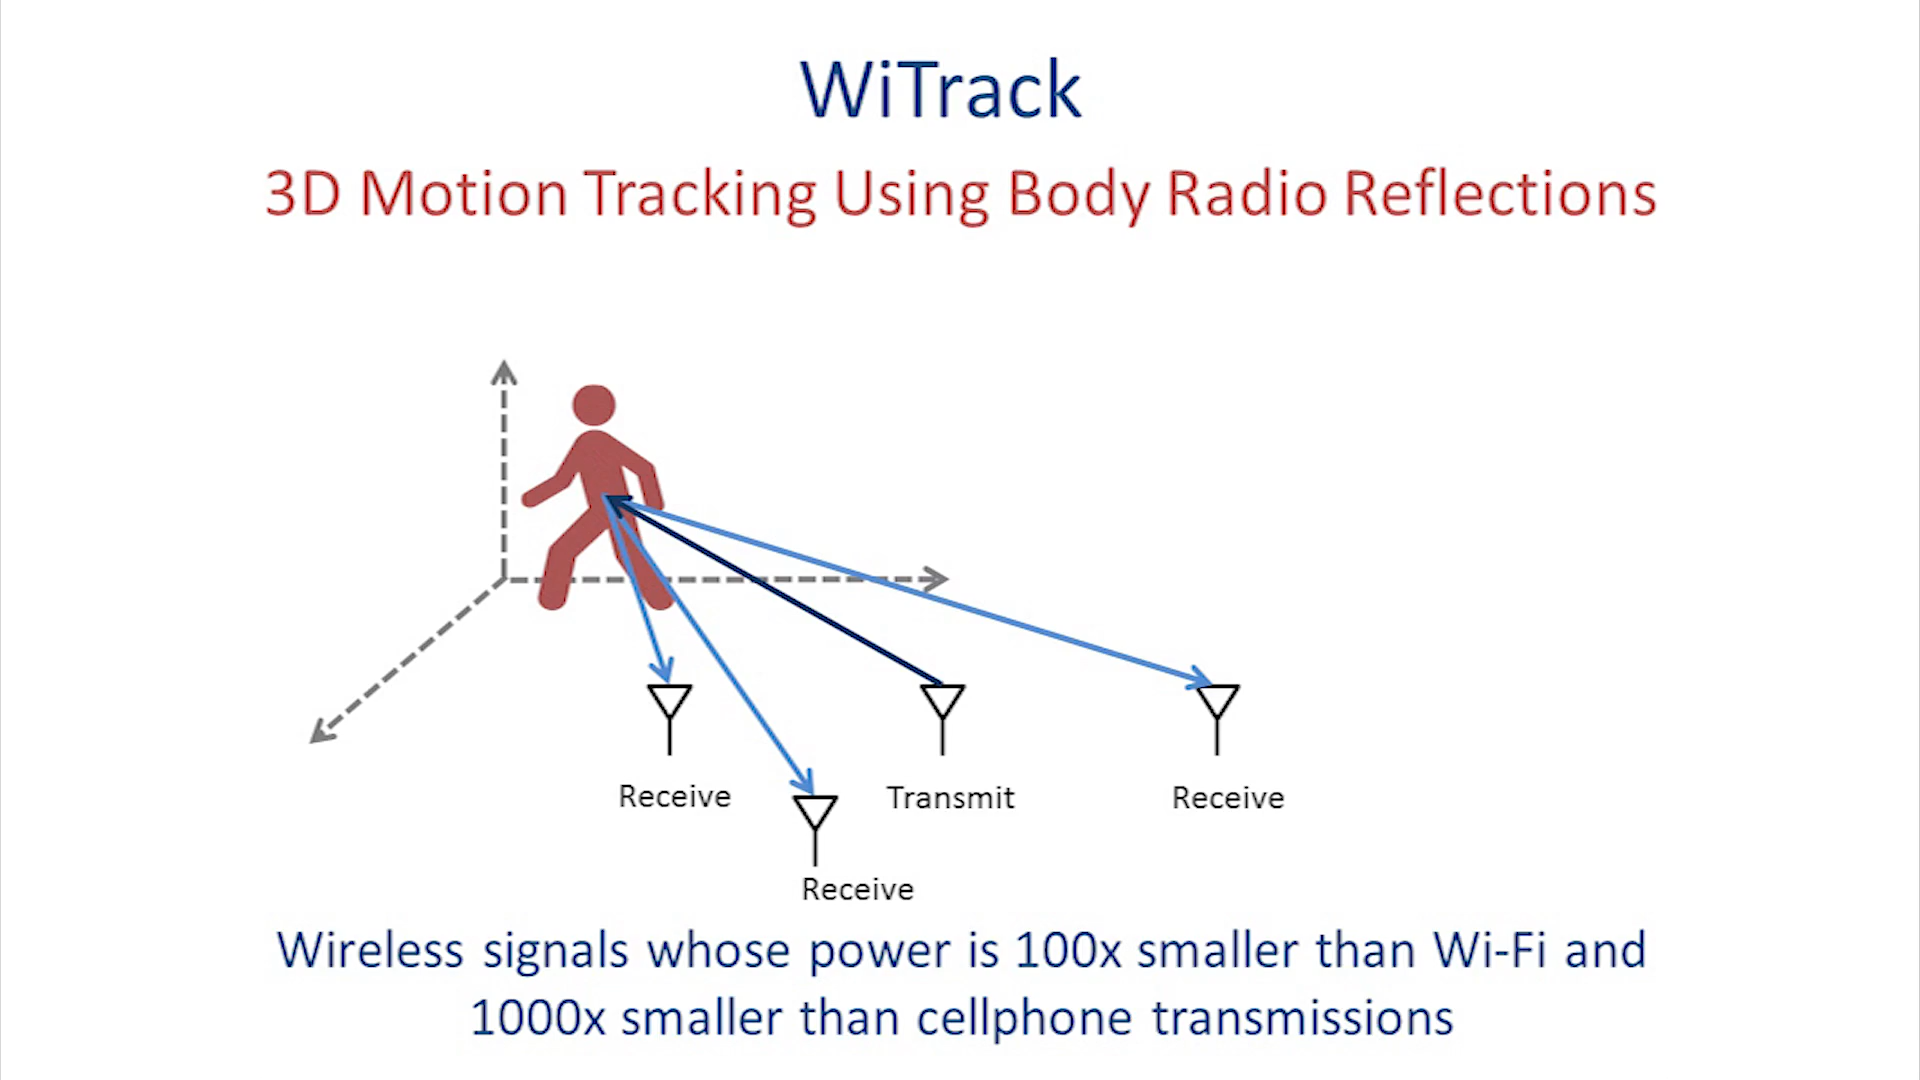 WiTrack
3D Motion Tracking Using Body Radio Reflections
Receive
Transmit
Receive
Receive
Wireless signals whose power is 100x smaller than Wi-Fi and
1000x smaller than cellphone transmissions